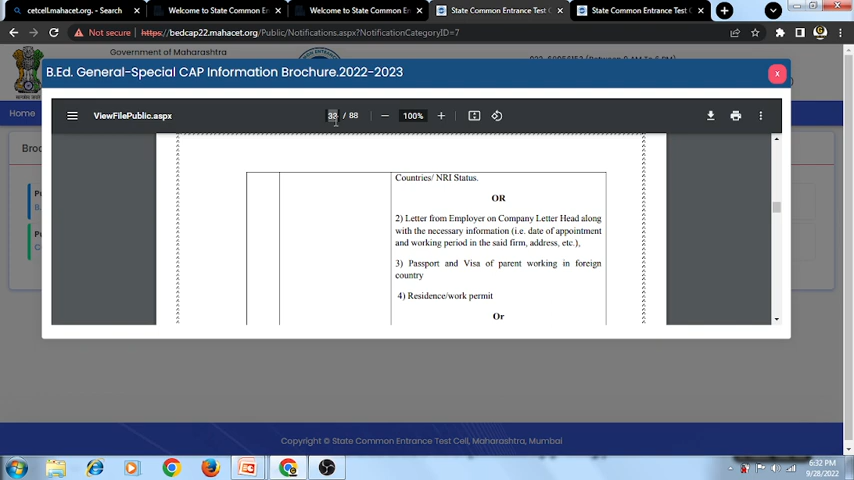 cetcell.mahacet.org. - Search
Welcome to State Common En
Welcome to State Common En
State Common Entrance Test C
State Common Entrance Test C
Not secure
https://bedcap22.mahacet.org/Public/Notifications.aspx?NotificationCategoryID=7
Government of Maharashtra
B.Ed. General-Special CAP Information Brochure.2022-2023
x
Home
ViewFilePublic.aspx
/ 88
100%
Broc
Countries/ NRI Status.
OR
2) Letter from Employer on Company Letter Head along
with the necessary information (i.e. date of appointment
and working period in the said firm, address, etc.),
3) Passport and Visa of parent working in foreign
country
4) Residence/work permit
Or
Copyright © State Common Entrance Test Cell, Maharashtra, Mumbai
6:32 PM
9/28/2022